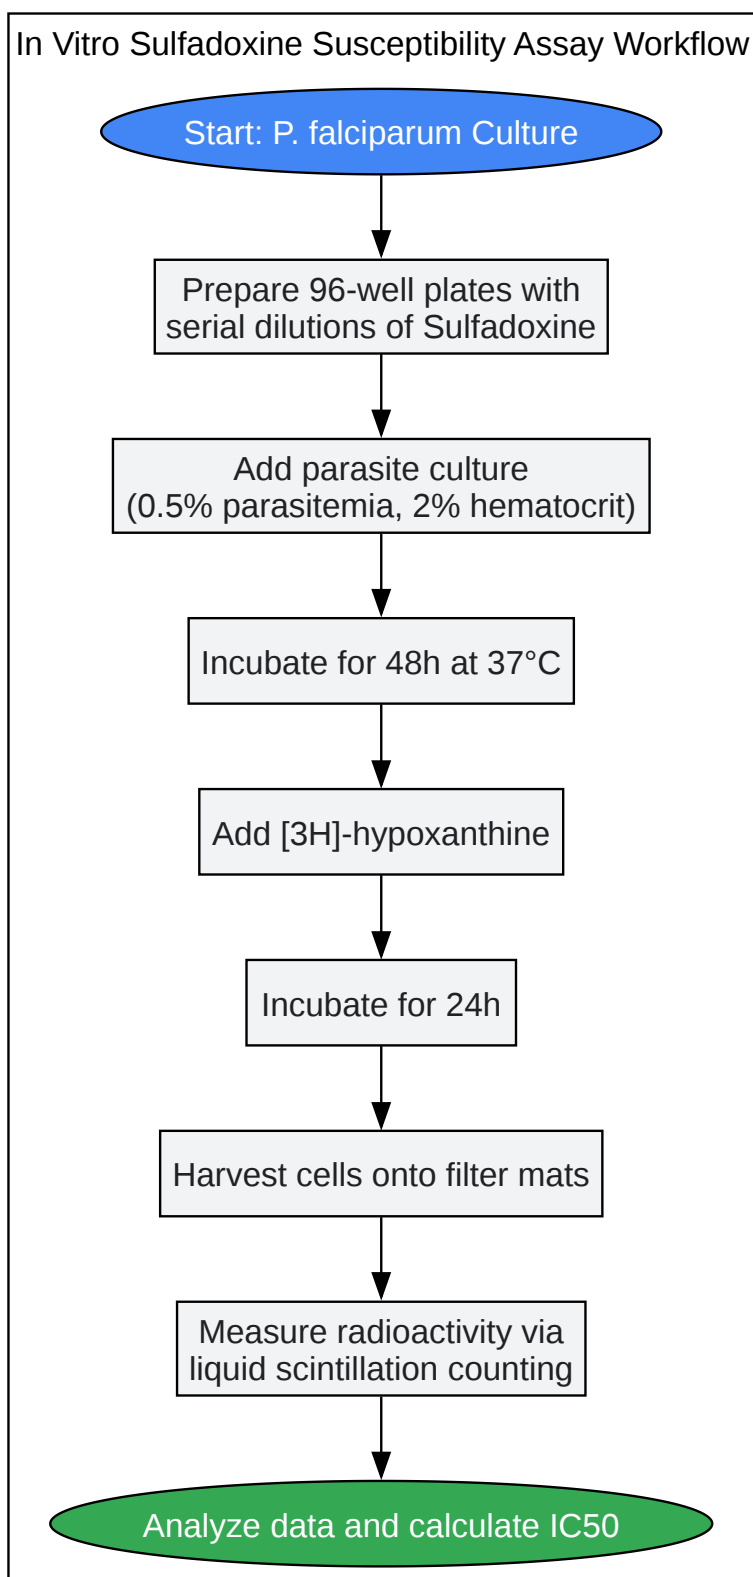 In Vitro Sulfadoxine Susceptibility Assay Workflow
Start: P. falciparum Culture
Prepare 96-well plates with
serial dilutions of Sulfadoxine
Add parasite culture
(0.5% parasitemia, 2% hematocrit)
Incubate for 48h at 37°C
Add [3H]-hypoxanthine
Incubate for 24h
Harvest cells onto filter mats
Measure radioactivity via
liquid scintillation counting
Analyze data and calculate IC50